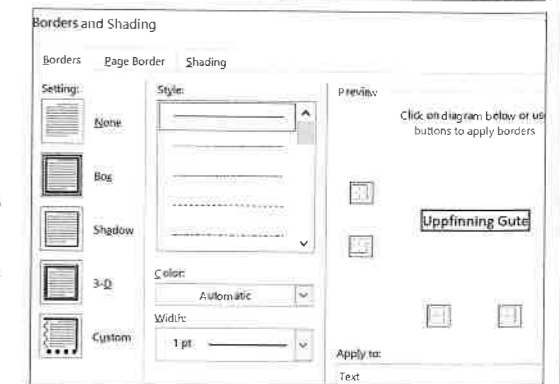 Borders and Shading
Borders Page Border Shading
Setting:
None
Box
Shadow
3-D
Custom
Style:
Color:
Automatic
Width:
1 pt
Preview
Click on diagram below or use
buttons to apply borders
Uppfinning Gute
Apply to:
Text